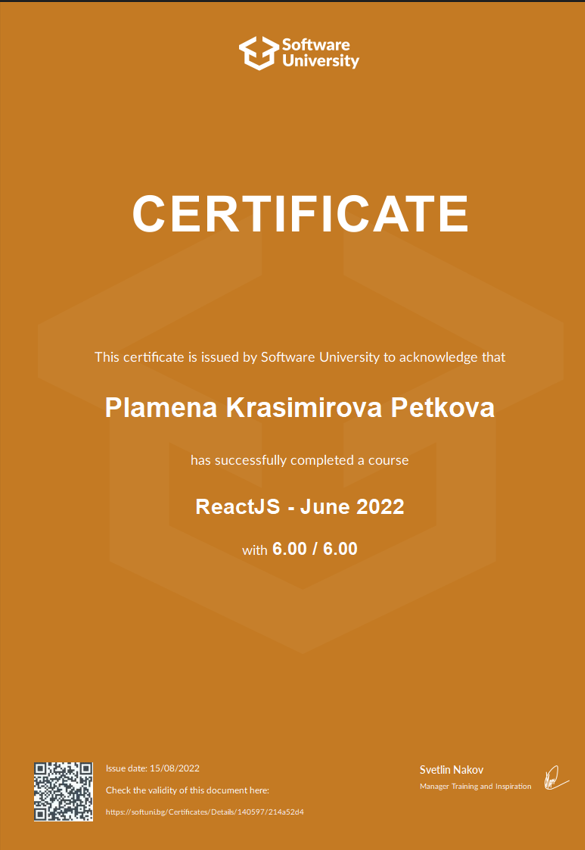 Software
University
CERTIFICATE
This certificate is issued by Software University to acknowledge that
Plamena Krasimirova Petkova
has successfully completed a course
ReactJS - June 2022
with 6.00 / 6.00
Issue date: 15/08/2022
Check the validity of this document here:
https://softuni.bg/Certificates/Details/140597/214a52d4
Svetlin Nakov
Manager Training and Inspiration